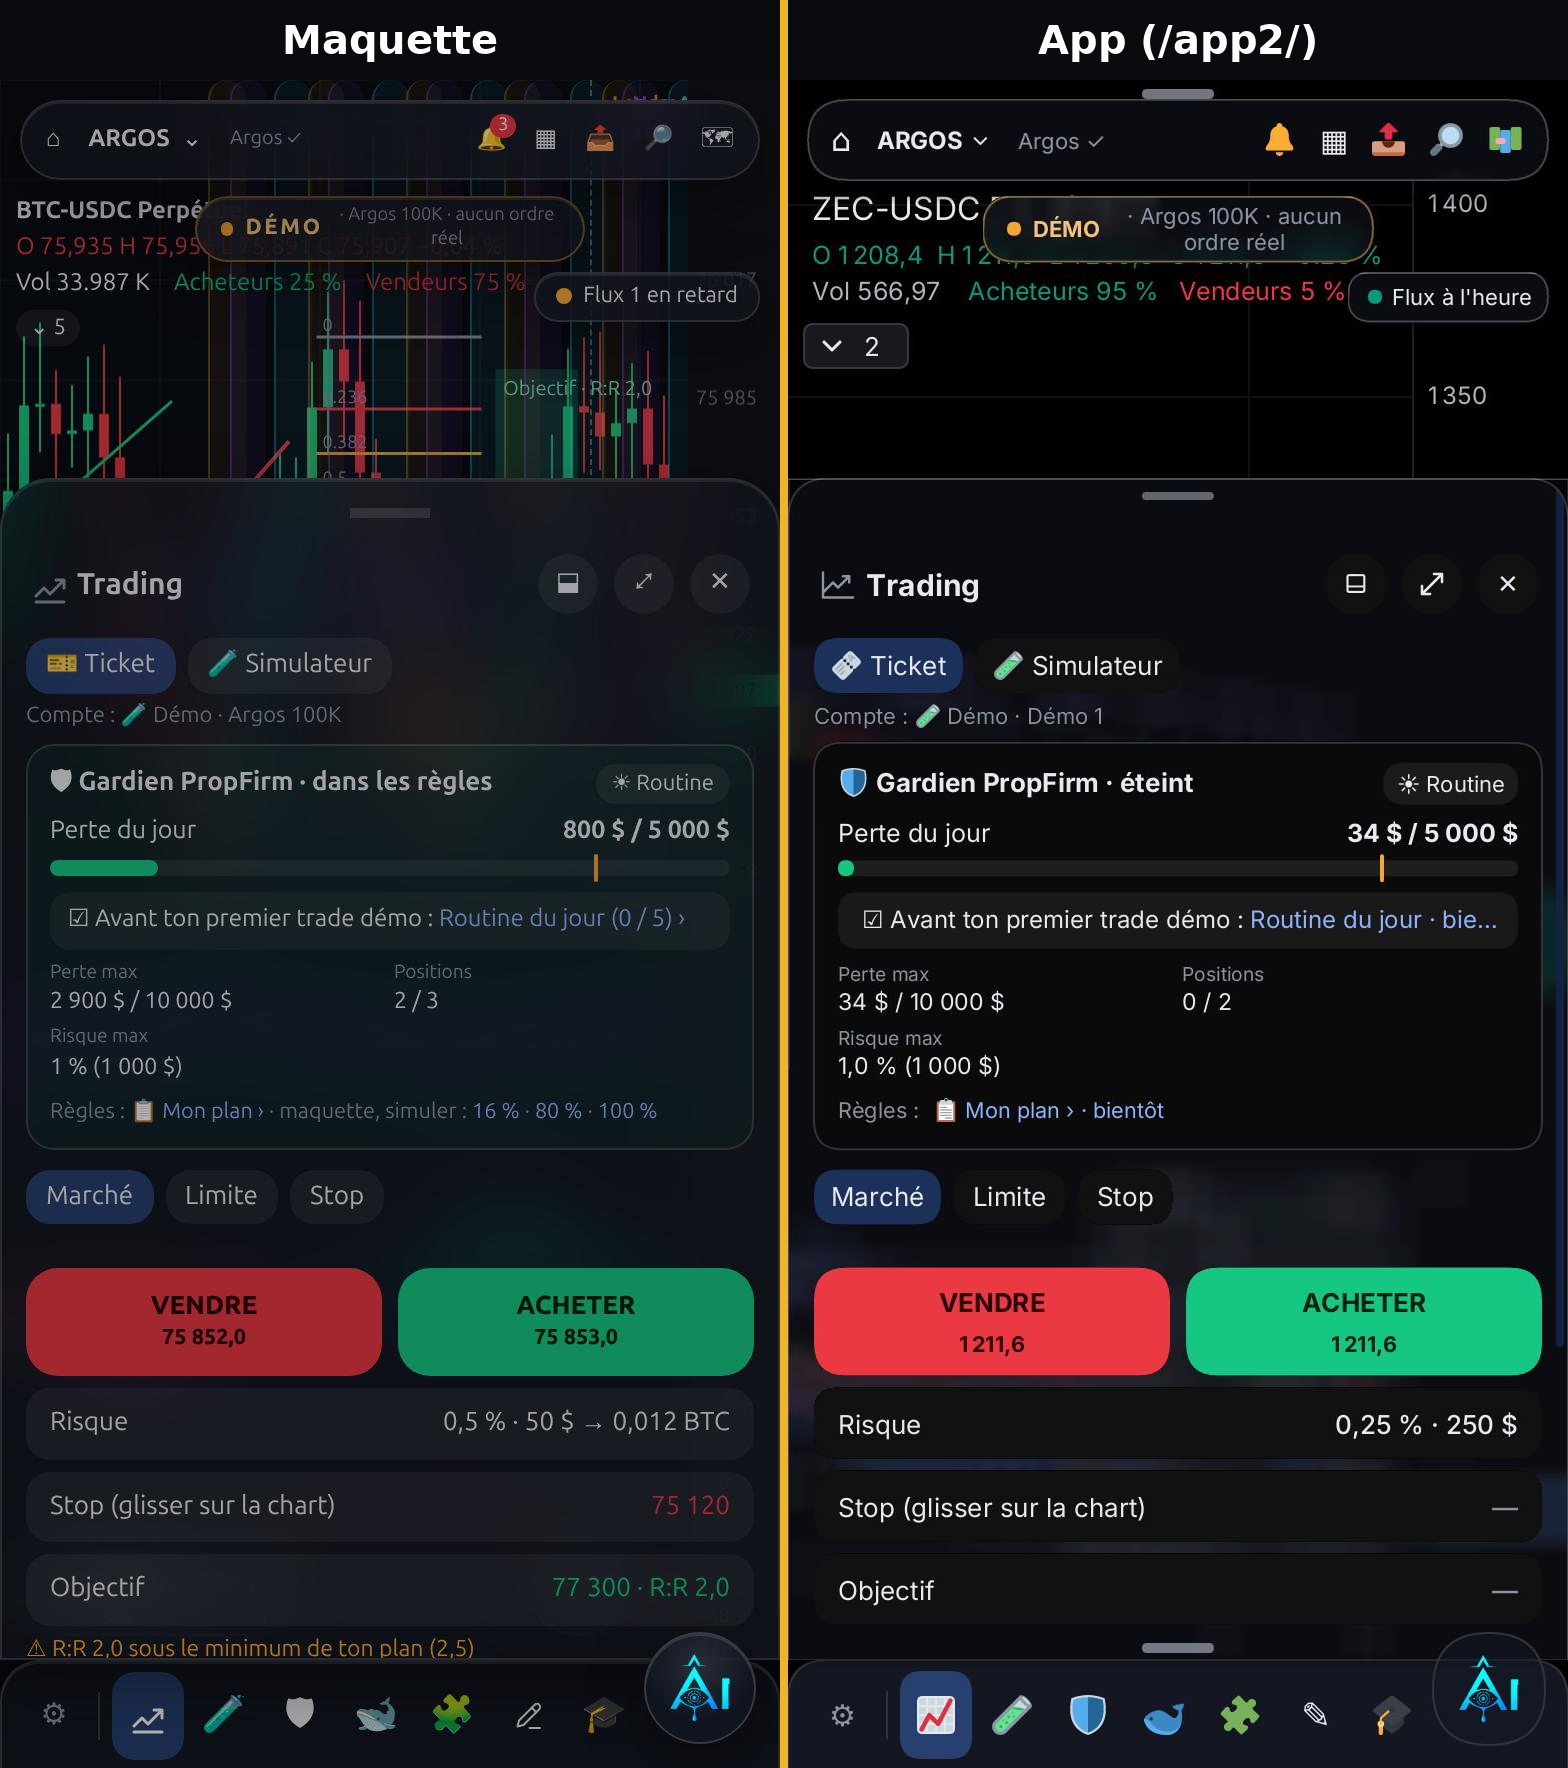 Maquette
ARGOS
Argos ✓
3
BTC-USDC
DÉMO
· Argos 100K · aucun ordre
réel
O 75,935 H
Vol 33.987 K Acheteurs 25 % Vendeurs 75 %
Flux 1 en retard
5
0
0.236
0.382
0.5
Objectif · R:R 2,0
75 985
Trading
🎫 Ticket
🧪 Simulateur
Compte : 🧪 Démo · Argos 100K
Gardien PropFirm · dans les règles
☀ Routine
Perte du jour
800 $ / 5 000 $
☑ Avant ton premier trade démo : Routine du jour (0 / 5) ›
Perte max
Positions
2 900 $ / 10 000 $
2 / 3
Risque max
1 % (1 000 $)
Règles : 📋 Mon plan › · maquette, simuler : 16 % · 80 % · 100 %
Marché
Limite
Stop
VENDRE
75 852,0
ACHETER
75 853,0
Risque
0,5 % · 50 $ → 0,012 BTC
Stop (glisser sur la chart)
75 120
Objectif
77 300 · R:R 2,0
⚠ R:R 2,0 sous le minimum de ton plan (2,5)
AI
App (/app2/)
ARGOS
Argos ✓
ZEC-USDC
DÉMO
· Argos 100K · aucun
ordre réel
1400
O 1208,4
Vol 566,97 Acheteurs 95 % Vendeurs 5 %
Flux à l'heure
2
1350
Trading
Ticket
🧪 Simulateur
Compte : 🧪 Démo · Démo 1
Gardien PropFirm · éteint
☀ Routine
Perte du jour
34 $ / 5 000 $
☑ Avant ton premier trade démo : Routine du jour · bie...
Perte max
Positions
34 $ / 10 000 $
0 / 2
Risque max
1,0 % (1 000 $)
Règles : 📋 Mon plan › · bientôt
Marché
Limite
Stop
VENDRE
1 211,6
ACHETER
1 211,6
Risque
0,25 % · 250 $
Stop (glisser sur la chart)
—
Objectif
—
AI